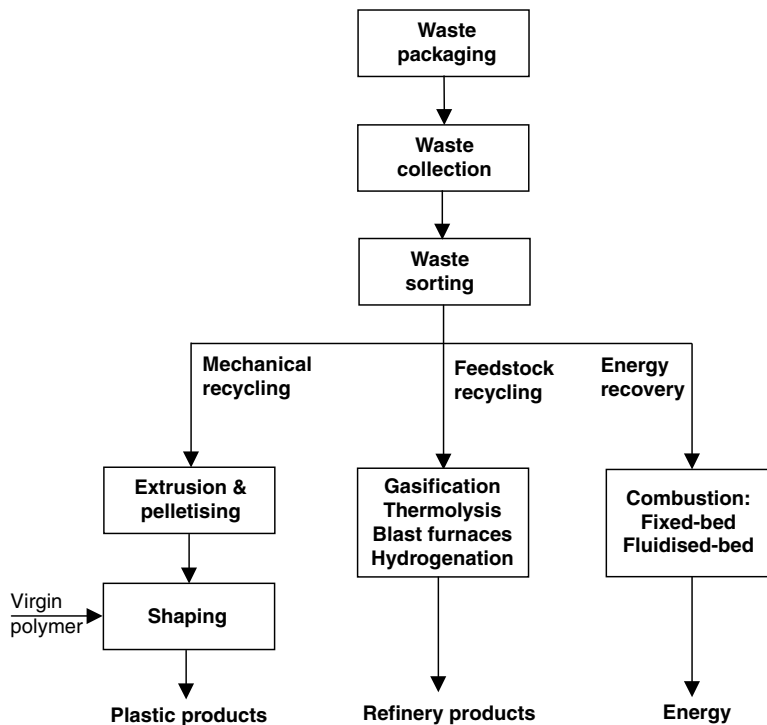 Waste
packaging
Waste
collection
Waste
sorting
Mechanical
recycling
Feedstock
recycling
Energy
recovery
Extrusion &
pelletising
Gasification
Thermolysis
Blast furnaces
Hydrogenation
Combustion:
Fixed-bed
Fluidised-bed
Virgin
polymer
Shaping
Plastic products
Refinery products
Energy